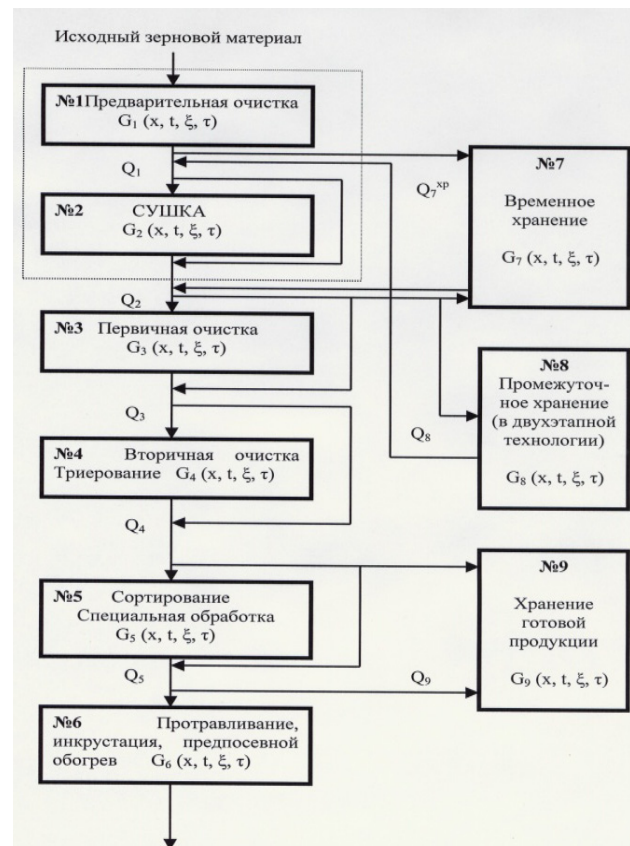 Исходный зерновой материал
№1Предварительная очистка
G₁ (x, t, ξ, τ)
Q₁
№2 СУШКА
G₂ (x, t, ξ, τ)
Q₂
№3 Первичная очистка
G₃ (x, t, ξ, τ)
Q₃
№4 Вторичная очистка
Триерование G₄ (x, t, ξ, τ)
Q₄
№5 Сортирование
Специальная обработка
G₅ (x, t, ξ, τ)
Q₅
№6 Протравливание,
инкрустация, предпосевной
обогрев G₆ (x, t, ξ, τ)
Q₇ˣᵖ
№7
Временное
хранение
G₇ (x, t, ξ, τ)
№8
Промежуточ-
ное хранение
(в двухэтапной
технологии)
G₈ (x, t, ξ, τ)
Q₈
№9
Хранение
готовой
продукции
G₉ (x, t, ξ, τ)
Q₉